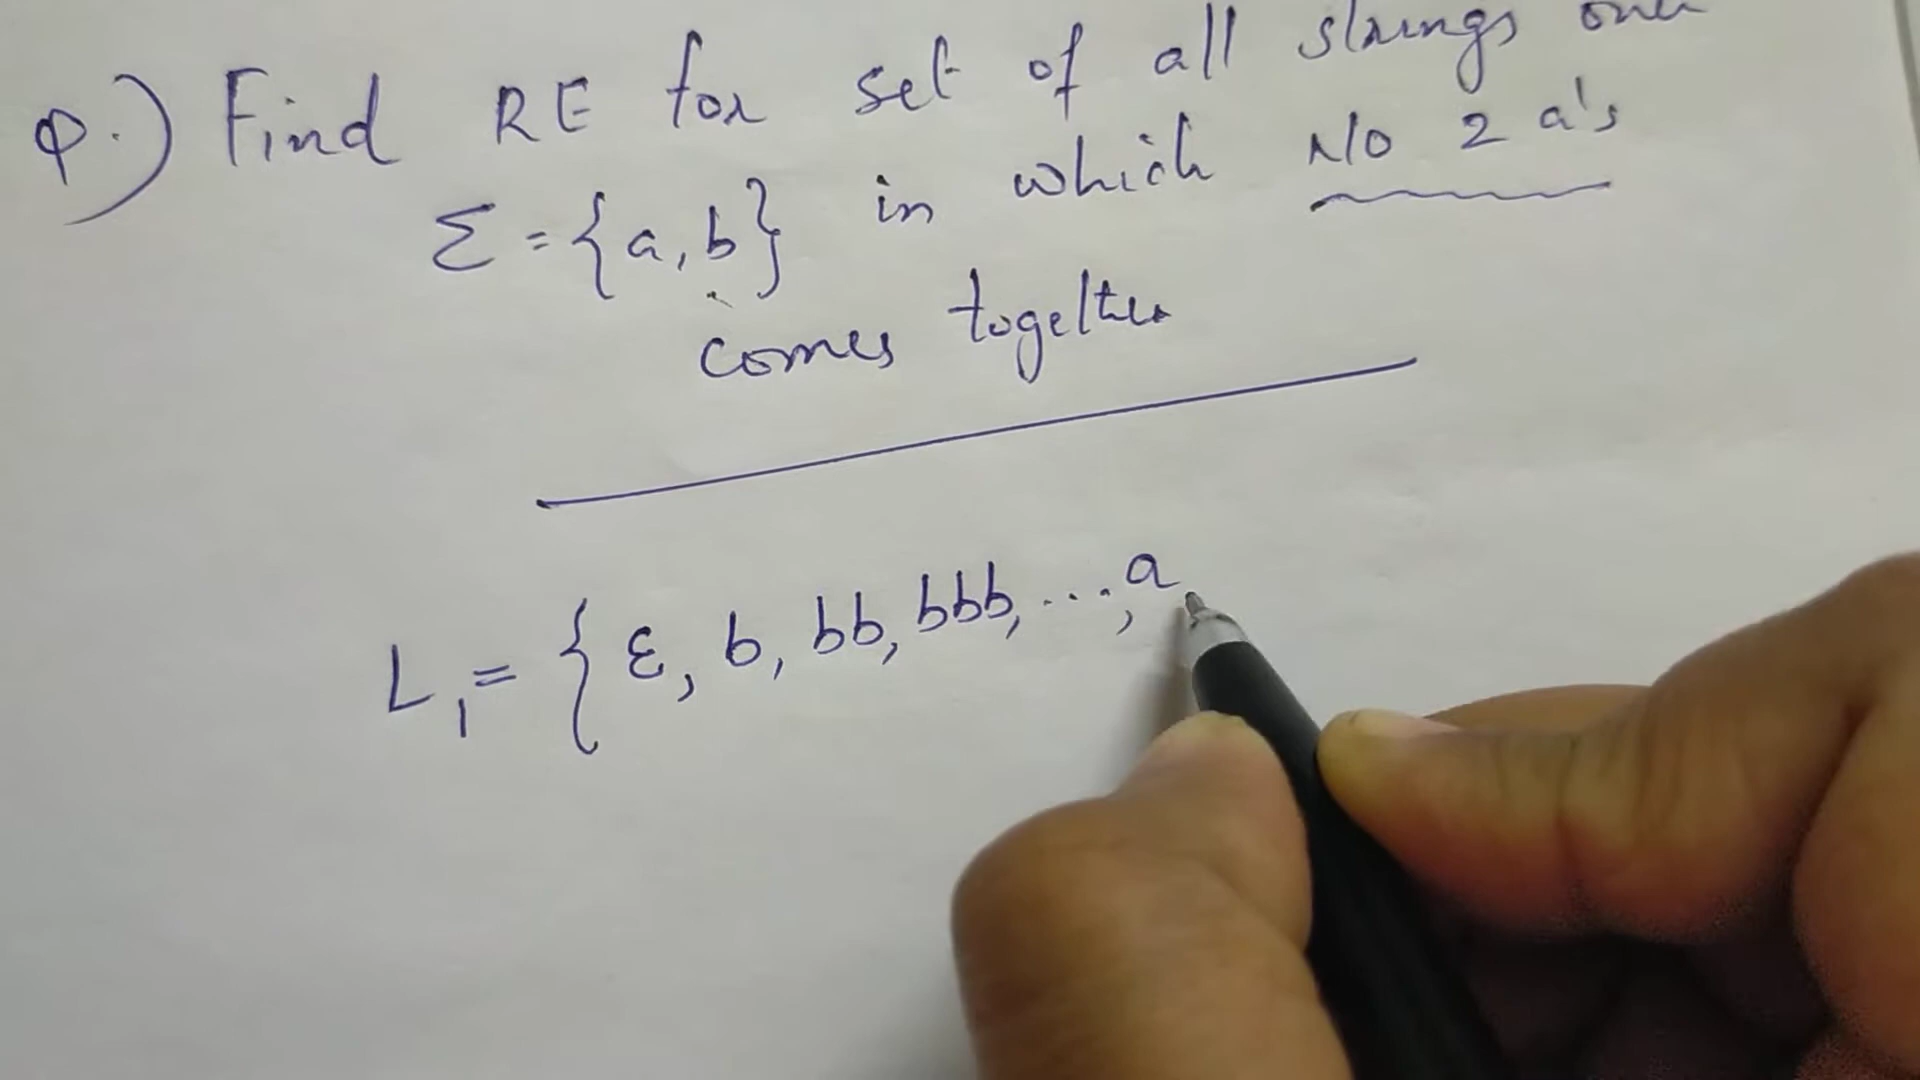 Q.) Find RE for set of all strings over
Σ = {a, b} in which NO 2 a's
comes together
L₁ = { ε, b, bb, bbb, ..., a,